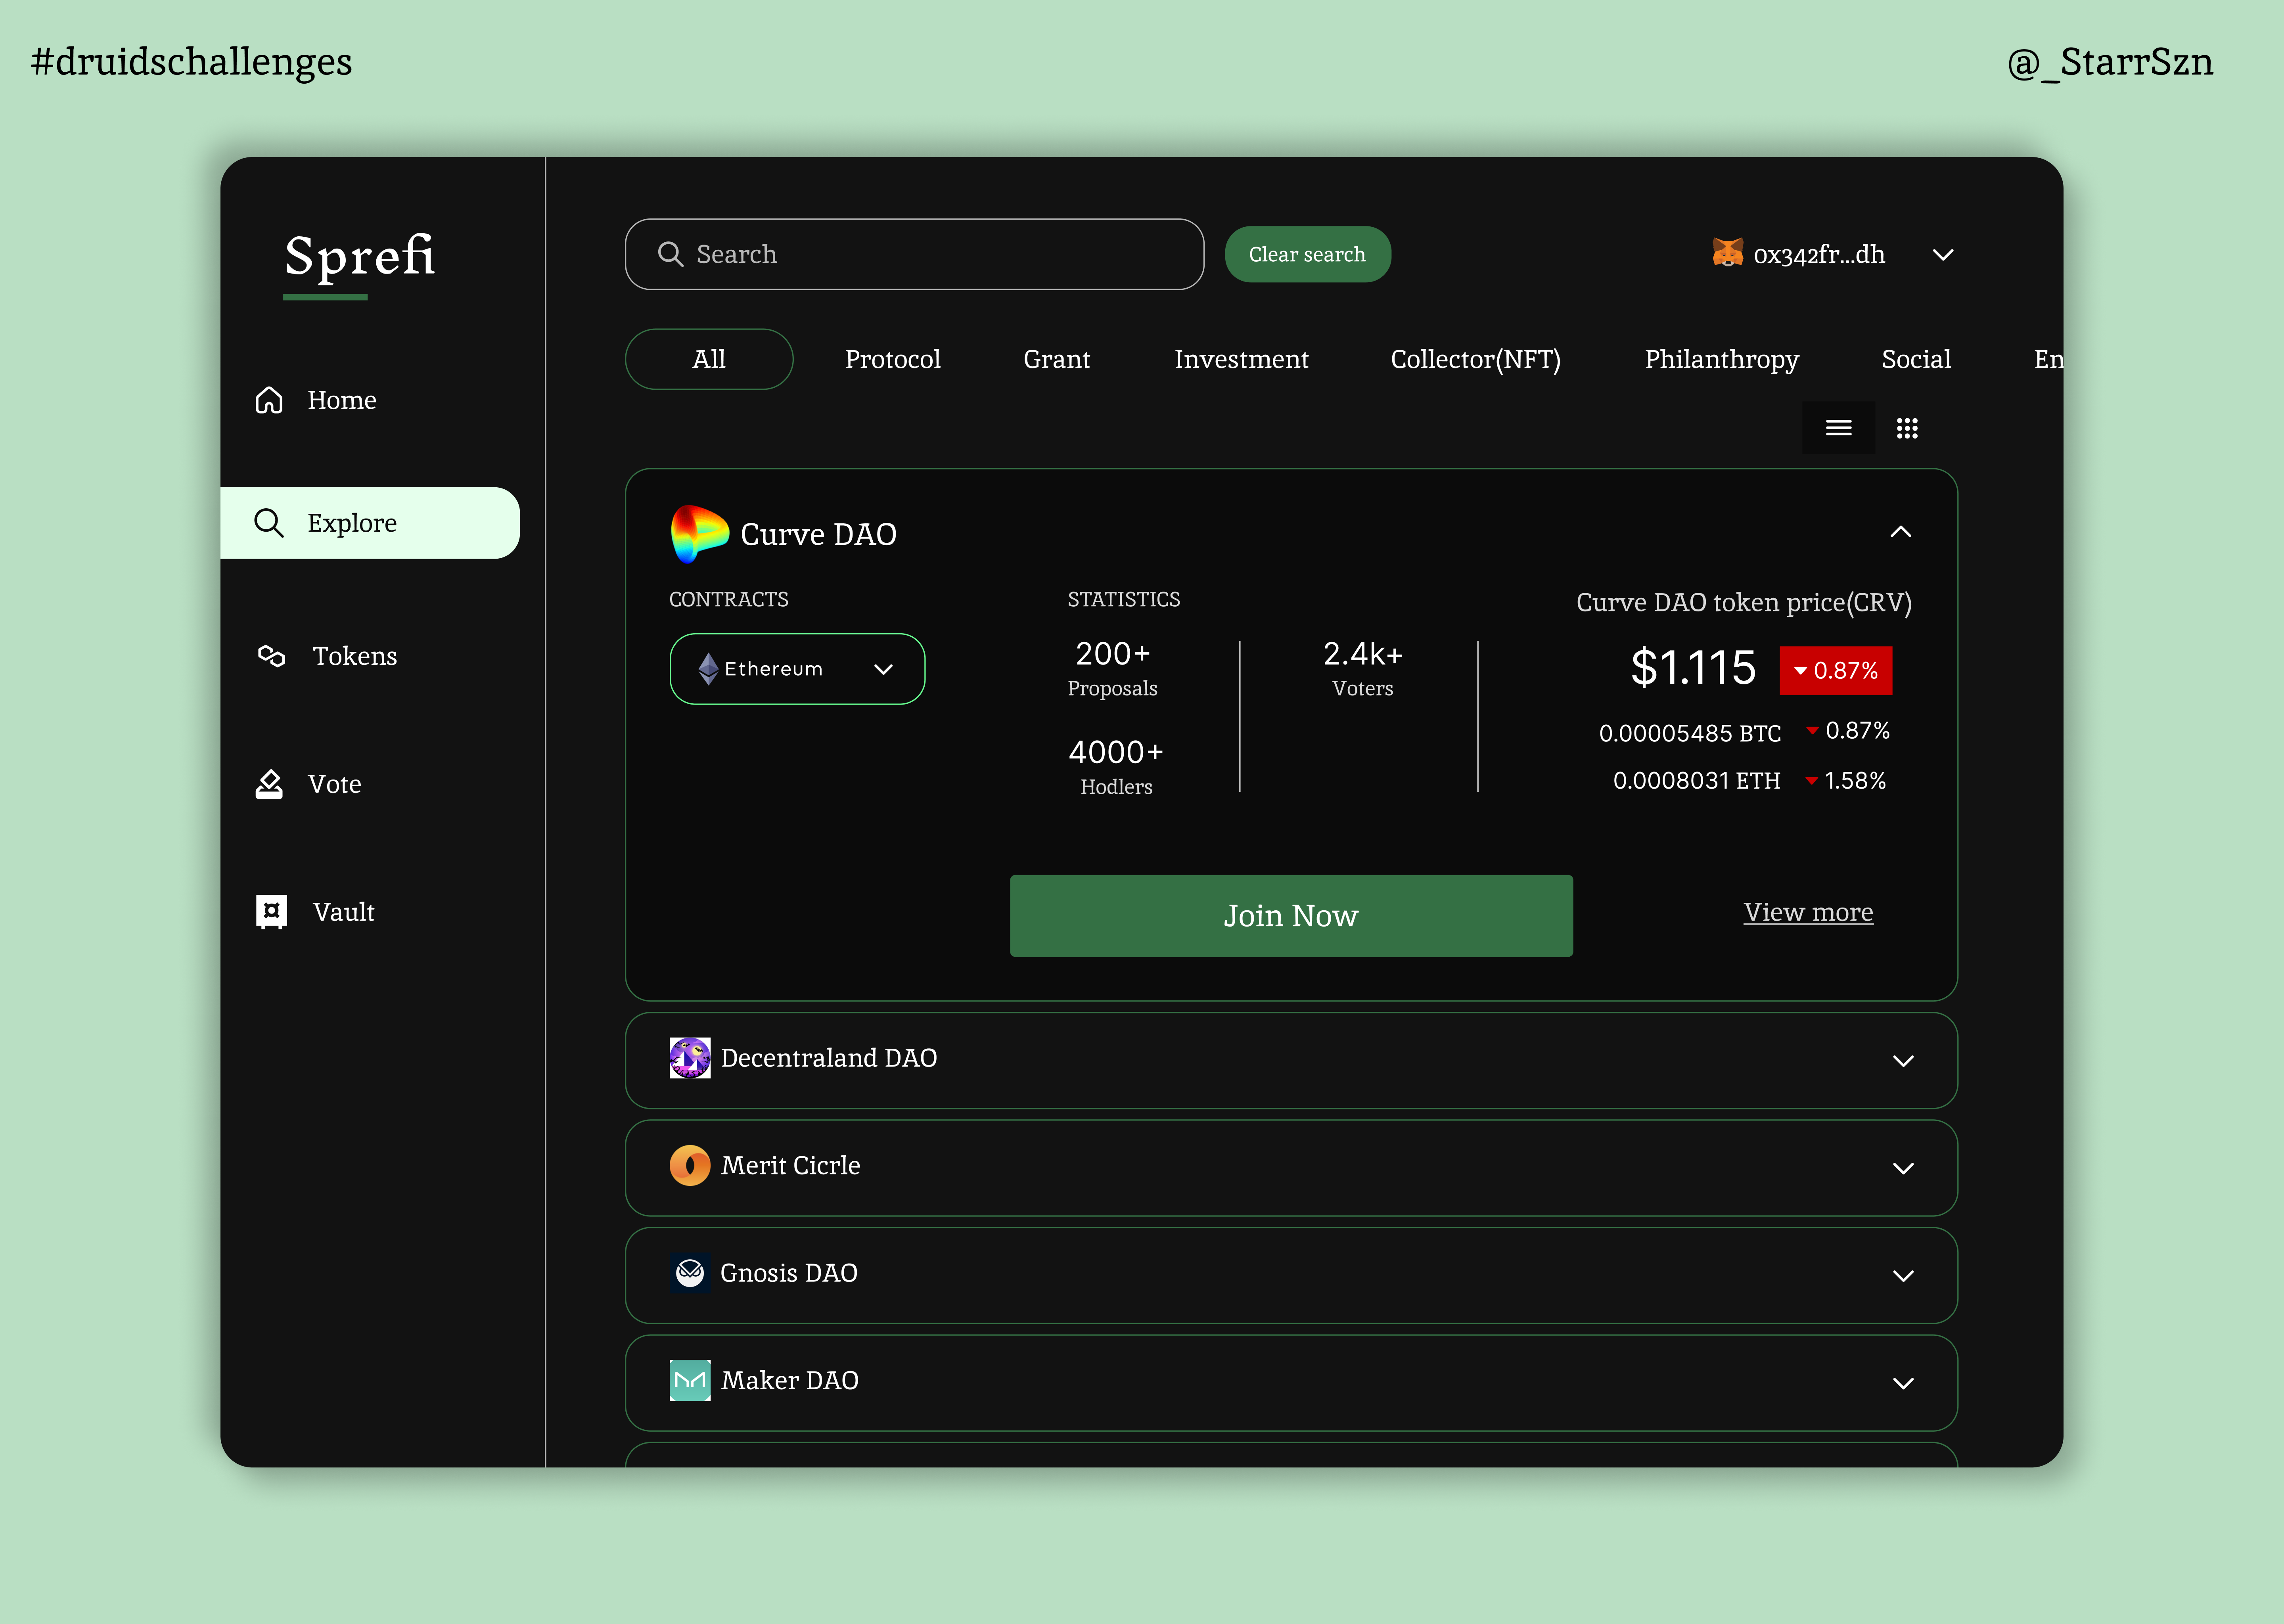 #druidschallenges
@_StarrSzn
Sprefi
Search
Clear search
0x342fr...dh
All
Protocol
Grant
Investment
Collector(NFT)
Philanthropy
Social
En
Home
Explore
Tokens
Vote
Vault
Curve DAO
CONTRACTS
Ethereum
STATISTICS
200+
Proposals
2.4k+
Voters
4000+
Hodlers
Curve DAO token price(CRV)
$1.115
0.87%
0.00005485 BTC
0.87%
0.0008031 ETH
1.58%
Join Now
View more
Decentraland DAO
Merit Cicrle
Gnosis DAO
Maker DAO